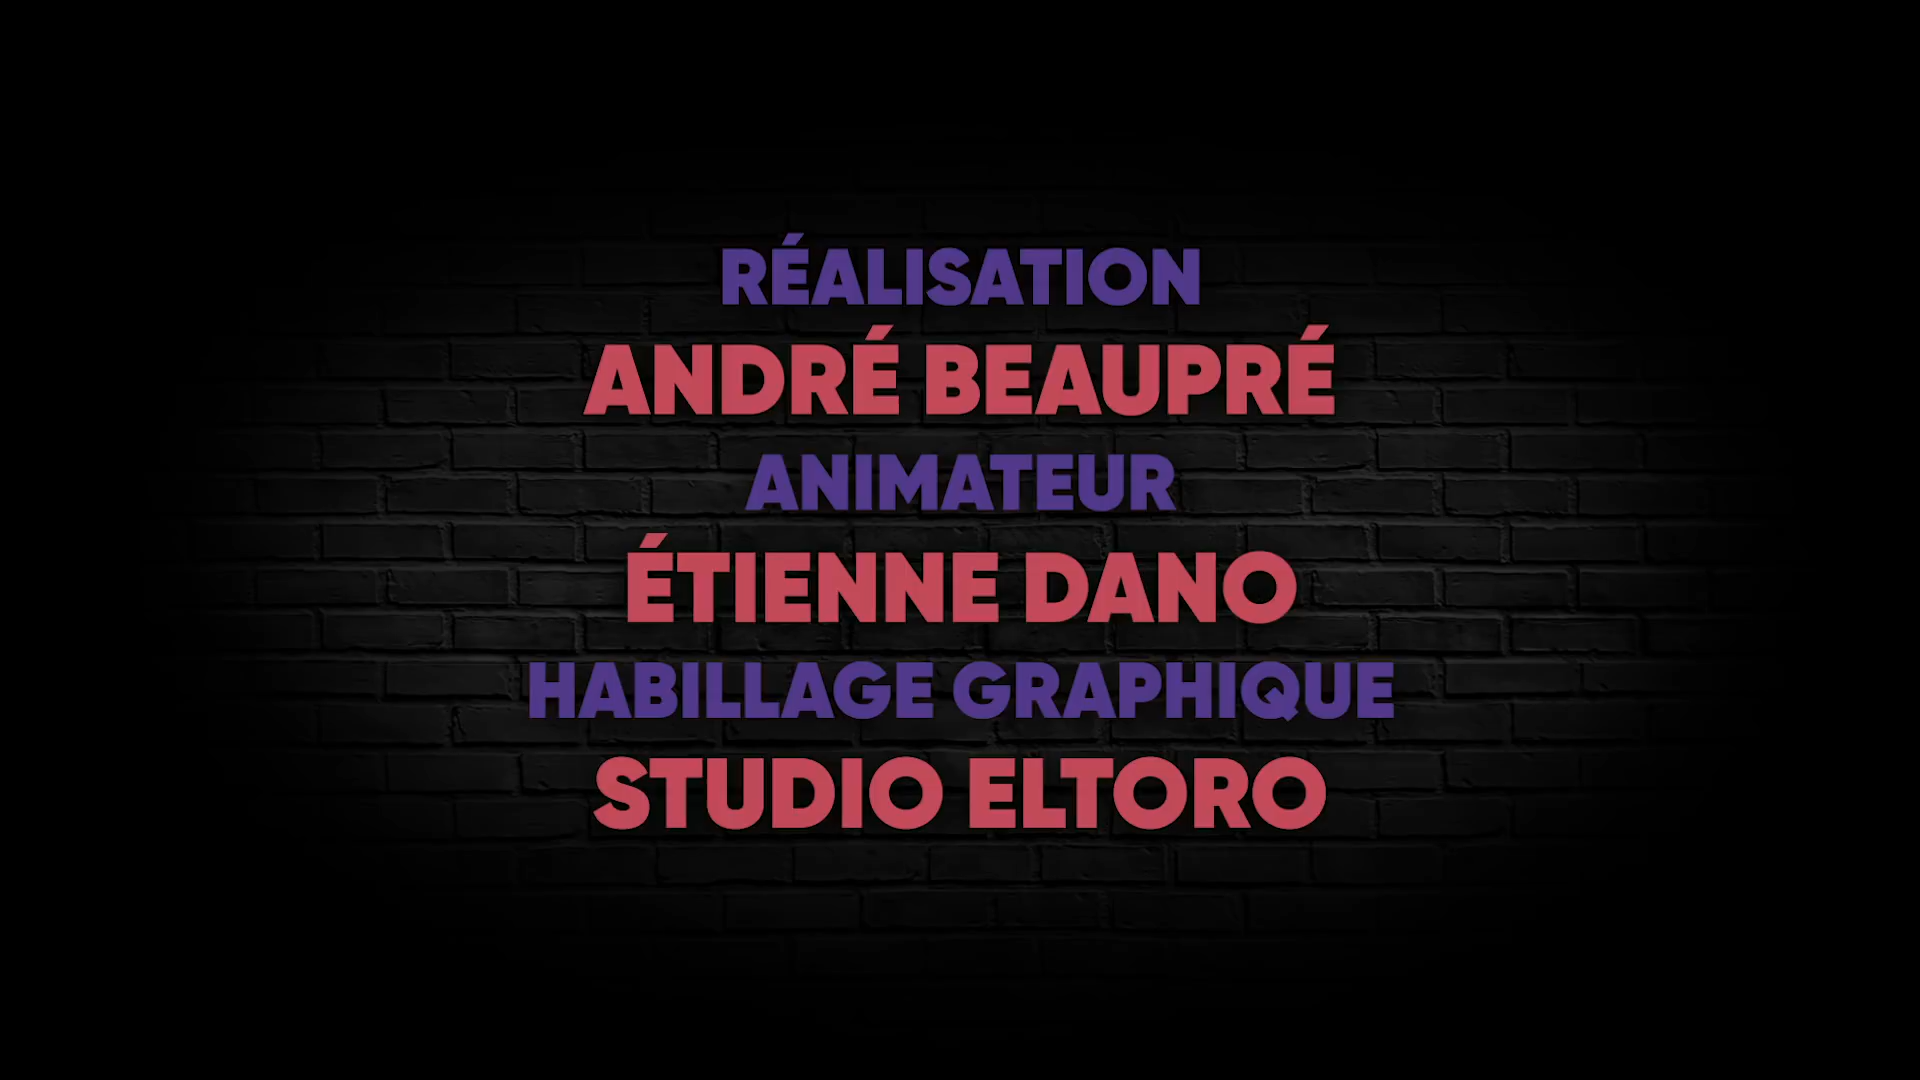 RÉALISATION
ANDRÉ BEAUPRÉ
ANIMATEUR
ÉTIENNE DANO
HABILLAGE GRAPHIQUE
STUDIO ELTORO